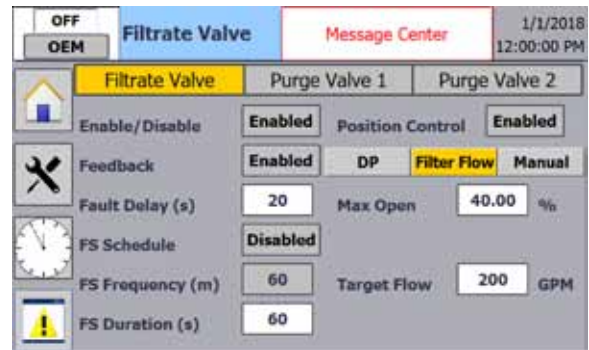 OFF
OEM
Filtrate Valve
Message Center
1/1/2018
12:00:00 PM
Filtrate Valve
Purge Valve 1
Purge Valve 2
Enable/Disable
Enabled
Position Control
Enabled
Feedback
Enabled
DP
Filter Flow
Manual
Fault Delay (s)
20
Max Open
40.00
%
FS Schedule
Disabled
FS Frequency (m)
60
Target Flow
200
GPM
FS Duration (s)
60